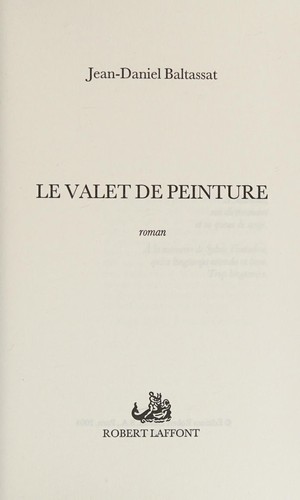 Jean-Daniel Baltassat
LE VALET DE PEINTURE
roman
ROBERT LAFFONT